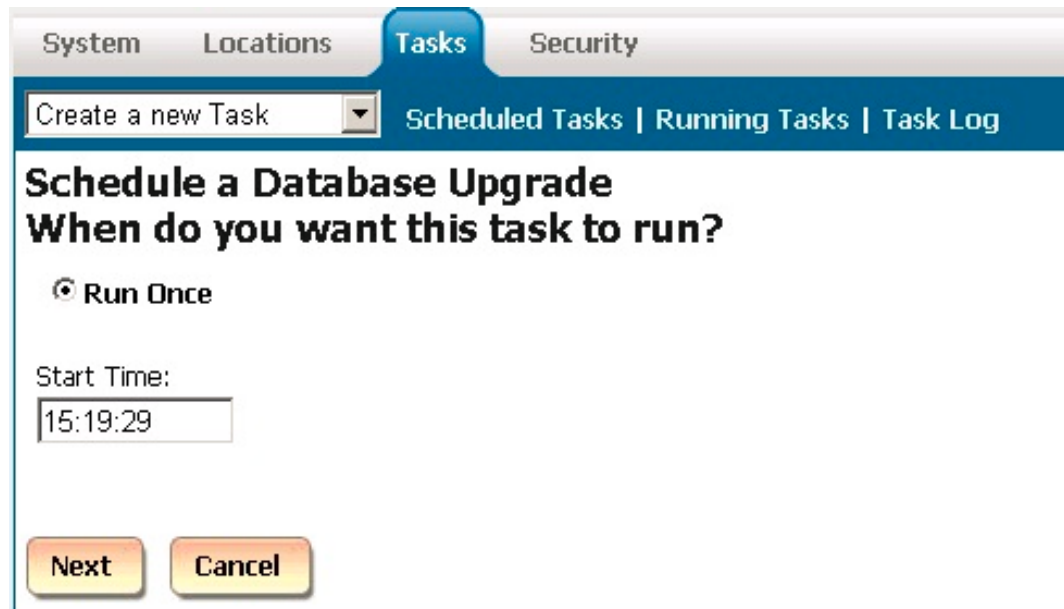 System Locations Tasks Security
Create a new Task Scheduled Tasks | Running Tasks | Task Log
Schedule a Database Upgrade
When do you want this task to run?
Run Once
Start Time:
15:19:29
Next Cancel